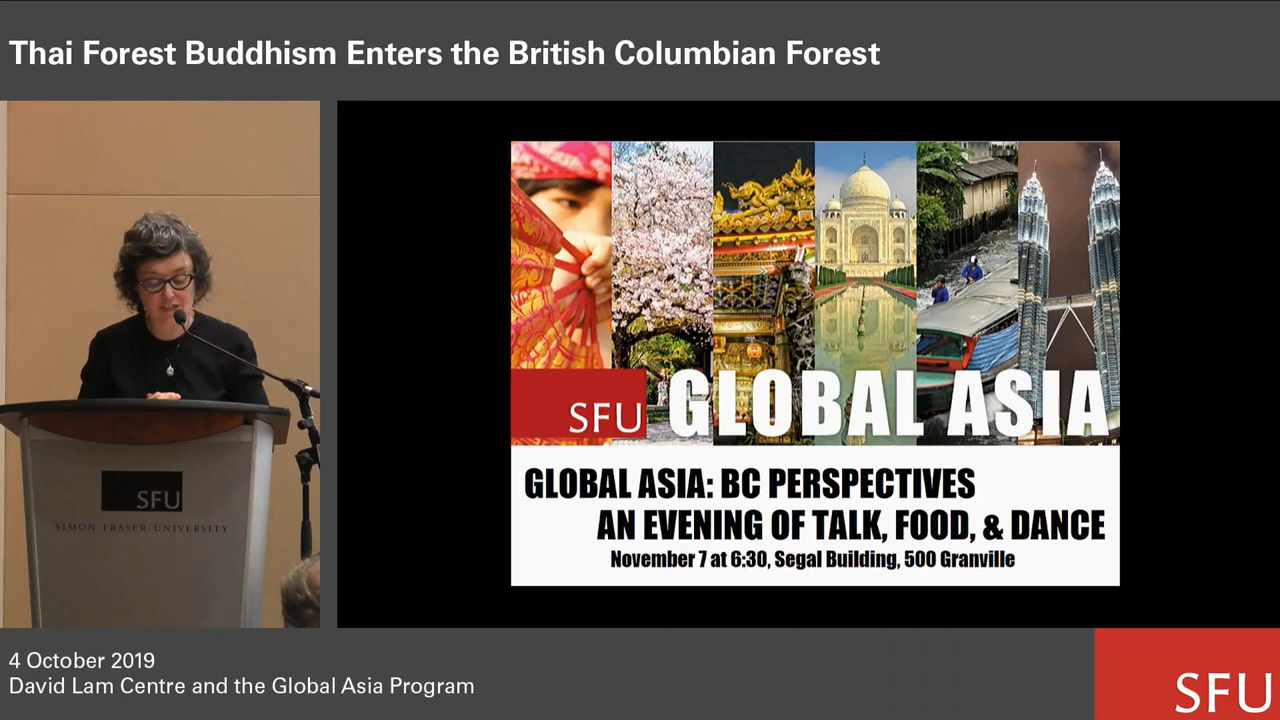 Thai Forest Buddhism Enters the British Columbian Forest
SFU
SIMON FRASER UNIVERSITY
SFU GLOBAL ASIA
GLOBAL ASIA: BC PERSPECTIVES
AN EVENING OF TALK, FOOD, & DANCE
November 7 at 6:30, Segal Building, 500 Granville
4 October 2019
David Lam Centre and the Global Asia Program
SFU